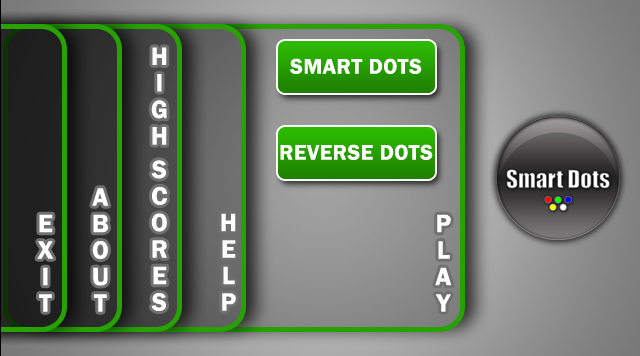 EXIT
ABOUT
HIGH SCORES
HELP
SMART DOTS
REVERSE DOTS
PLAY
Smart Dots